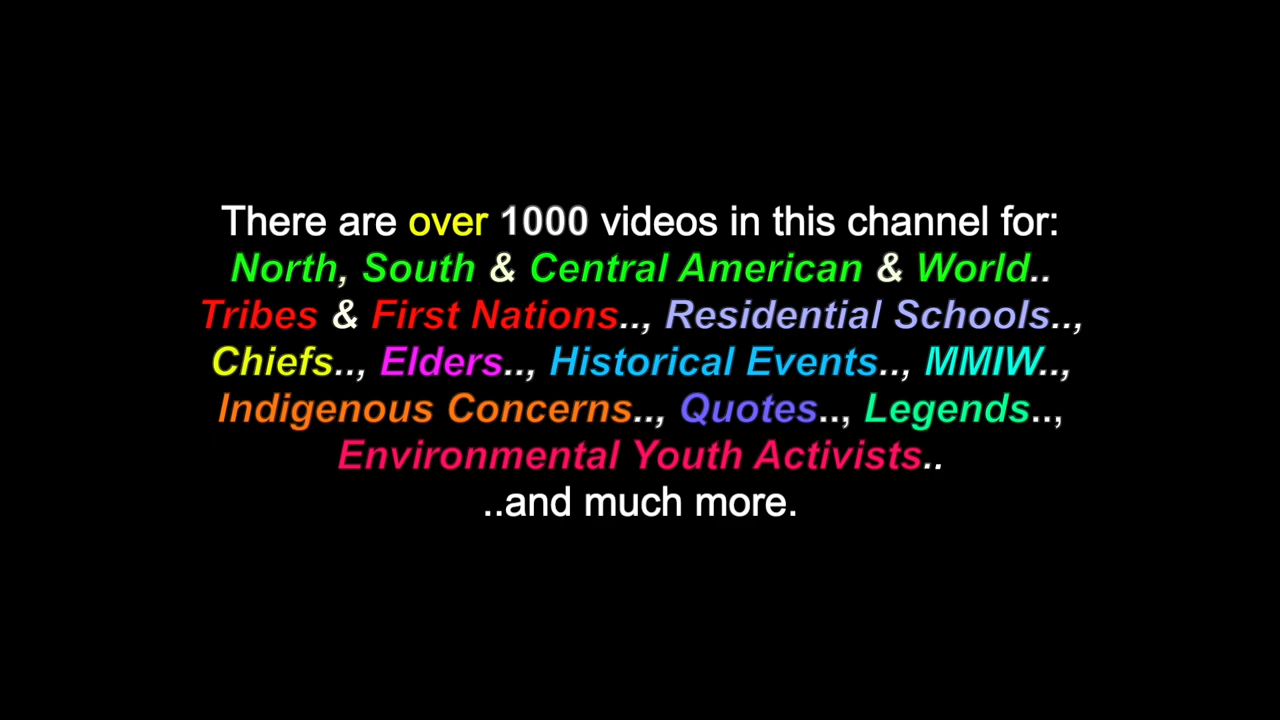 There are over 1000 videos in this channel for:
North, South & Central American & World..
Tribes & First Nations.., Residential Schools..,
Chiefs.., Elders.., Historical Events.., MMIW..,
Indigenous Concerns.., Quotes.., Legends..,
Environmental Youth Activists..
..and much more.